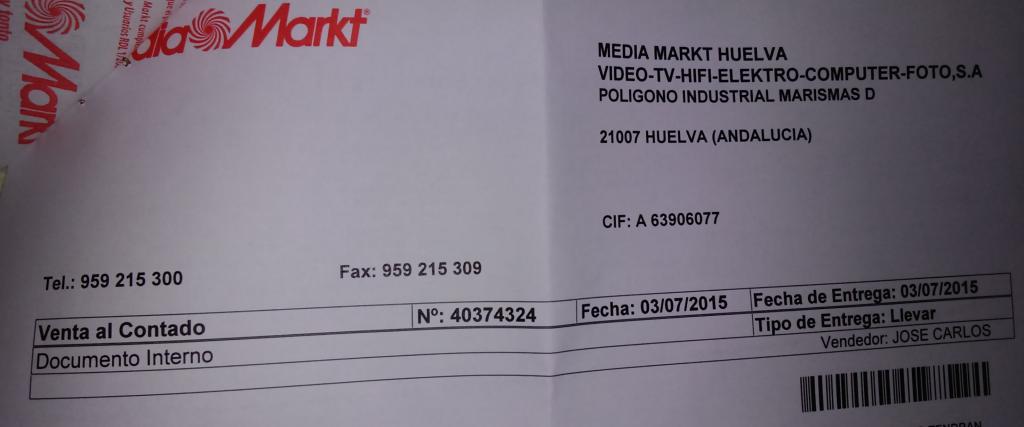 Markt
Mark
MEDIA MARKT HUELVA
VIDEO-TV-HIFI-ELEKTRO-COMPUTER-FOTO,S.A
POLIGONO INDUSTRIAL MARISMAS D
21007 HUELVA (ANDALUCIA)
CIF: A 63906077
Tel.: 959 215 300
Fax: 959 215 309
Venta al Contado
Nº: 40374324
Fecha: 03/07/2015
Fecha de Entrega: 03/07/2015
Tipo de Entrega: Llevar
Documento Interno
Vendedor: JOSE CARLOS